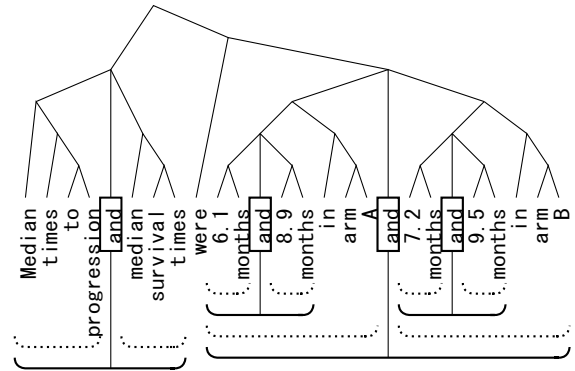 Median times to progression and median survival times were 6.1 months and 8.9 months in arm A and 7.2 months and 9.5 months in arm B